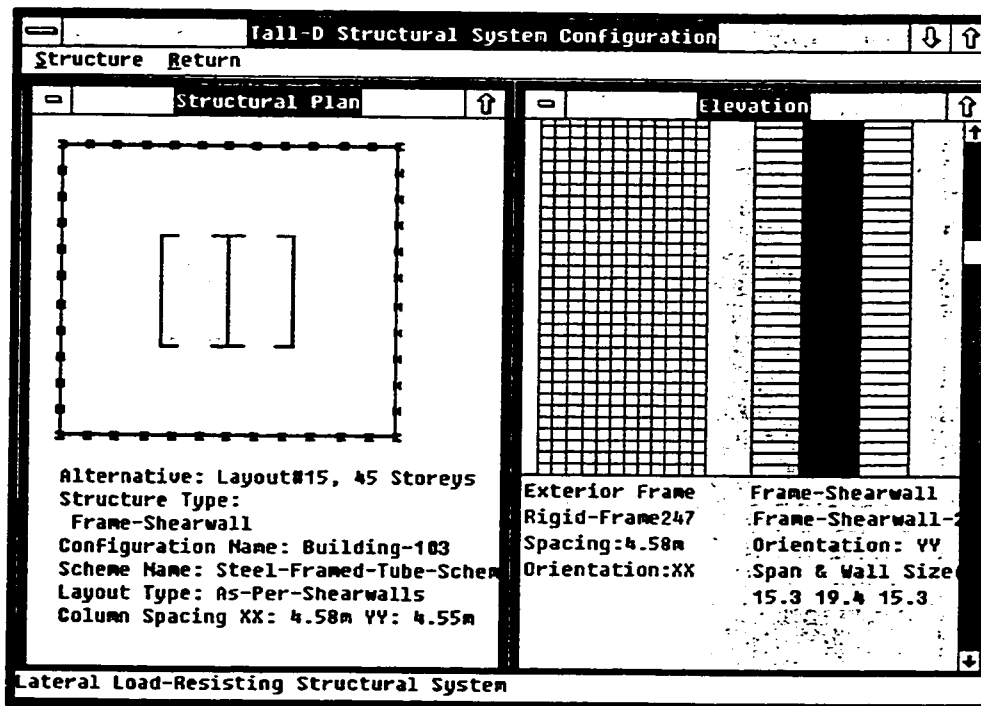 Tall-D Structural System Configuration
Structure Return
Structural Plan
Alternative: Layout#15, 45 Storeys
Structure Type:
Frame-Shearwall
Configuration Name: Building-103
Scheme Name: Steel-Framed-Tube-Schem
Layout Type: As-Per-Shearwalls
Column Spacing XX: 4.58m YY: 4.55m
Elevation
Exterior Frame
Rigid-Frame247
Spacing:4.58m
Orientation:XX
Frame-Shearwall
Frame-Shearwall-2
Orientation: YY
Span & Wall Size
15.3 19.4 15.3
Lateral Load-Resisting Structural System